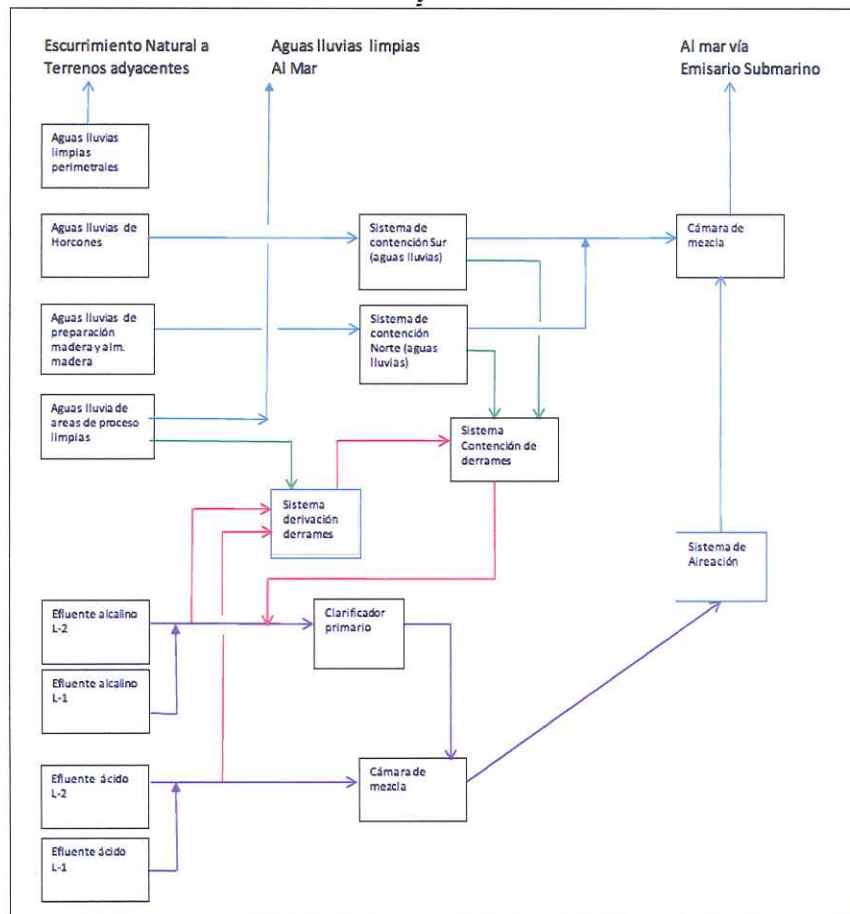 Escurrimiento Natural a
Terrenos adyacentes
Aguas lluvias limpias
Al Mar
Al mar vía
Emisario Submarino
Aguas lluvias
limpias
perimetrales
Aguas lluvias de
Horcones
Sistema de
contención Sur
(aguas lluvias)
Cámara de
mezcla
Aguas lluvias de
preparación
madera y alm.
madera
Sistema de
contención
Norte (aguas
lluvias)
Aguas lluvia de
areas de proceso
limpias
Sistema
Contención de
derrames
Sistema
derivación
derrames
Sistema de
Aireación
Efluente alcalino
L-2
Clarificador
primario
Efluente alcalino
L-1
Efluente ácido
L-2
Cámara de
mezcla
Efluente ácido
L-1